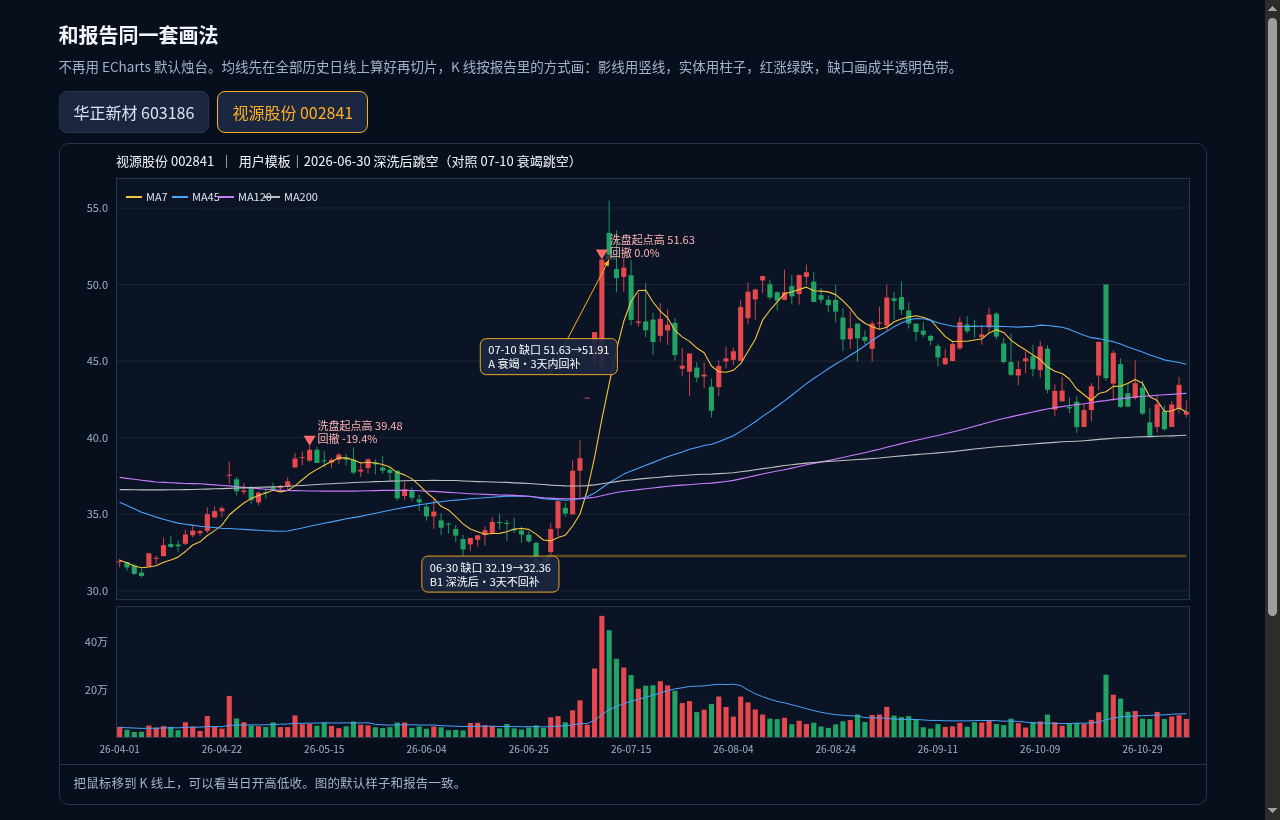 和报告同一套画法
不再用 ECharts 默认烛台。均线先在全部历史日线上算好再切片，K 线按报告里的方式画：影线用竖线，实体用柱子，红涨绿跌，缺口画成半透明色带。
华正新材 603186
视源股份 002841
视源股份 002841 ｜ 用户模板｜2026-06-30 深洗后跳空（对照 07-10 衰竭跳空）
MA7
MA45
MA120
MA200
55.0
50.0
45.0
40.0
35.0
30.0
洗盘起点高 51.63
回撤 0.0%
07-10 缺口 51.63→51.91
A 衰竭・3天内回补
洗盘起点高 39.48
回撤 -19.4%
06-30 缺口 32.19→32.36
B1 深洗后・3天不回补
40万
20万
26-04-01
26-04-22
26-05-15
26-06-04
26-06-25
26-07-15
26-08-04
26-08-24
26-09-11
26-10-09
26-10-29
把鼠标移到 K 线上，可以看当日开高低收。图的默认样子和报告一致。